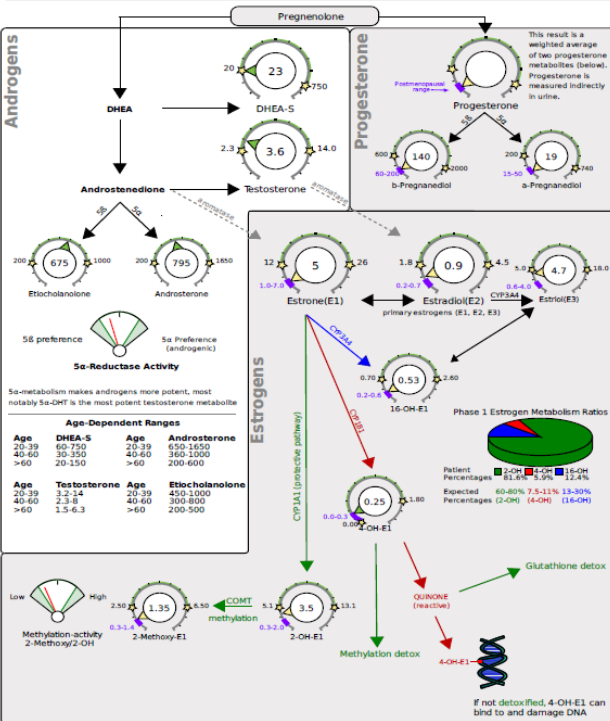 Pregnenolone
Androgens
20
23
750
DHEA-S
DHEA
2.3
3.6
14.0
Testosterone
Androstenedione
aromatase
aromatase
5ß
5α
200
675
1000
Etiocholanolone
200
795
1650
Androsterone
5ß preference
5α Preference
(androgenic)
5α-Reductase Activity
5α-metabolism makes androgens more potent, most
notably 5α-DHT is the most potent testosterone metabolite
Age-Dependent Ranges
Age DHEA-S Age Androsterone
20-39 60-750 20-39 650-1650
40-60 30-350 40-60 360-1000
>60 20-150 >60 200-600
Age Testosterone Age Etiocholanolone
20-39 3.2-14 20-39 450-1000
40-60 2.3-8 40-60 300-800
>60 1.5-6.3 >60 200-500
Progesterone
This result is a
weighted average
of two progesterone
metabolites (below).
Progesterone is
measured indirectly
in urine.
Postmenopausal
range
Progesterone
5ß
5α
600
140
2000
60-200
b-Pregnanediol
200
19
740
15-50
a-Pregnanediol
Estrogens
12
5
26
1.0-7.0
Estrone(E1)
1.8
0.9
4.5
0.2-0.7
Estradiol(E2)
CYP3A4
5.0
4.7
18.0
0.6-4.0
Estriol(E3)
primary estrogens (E1, E2, E3)
CYP3A4
0.70
0.53
2.60
0.2-0.6
16-OH-E1
CYP1B1
CYP1A1 (protective pathway)
Phase 1 Estrogen Metabolism Ratios
2-OH 4-OH 16-OH
Patient
Percentages 81.6% 5.9% 12.4%
Expected 60-80% 7.5-11% 13-30%
Percentages (2-OH) (4-OH) (16-OH)
0.25
1.80
0.0-0.3
0.00
4-OH-E1
Low
High
Methylation-activity
2-Methoxy/2-OH
2.50
1.35
6.50
0.3-1.4
2-Methoxy-E1
COMT
methylation
5.1
3.5
13.1
0.3-2.0
2-OH-E1
Methylation detox
QUINONE
(reactive)
Glutathione detox
4-OH-E1
If not detoxified, 4-OH-E1 can
bind to and damage DNA